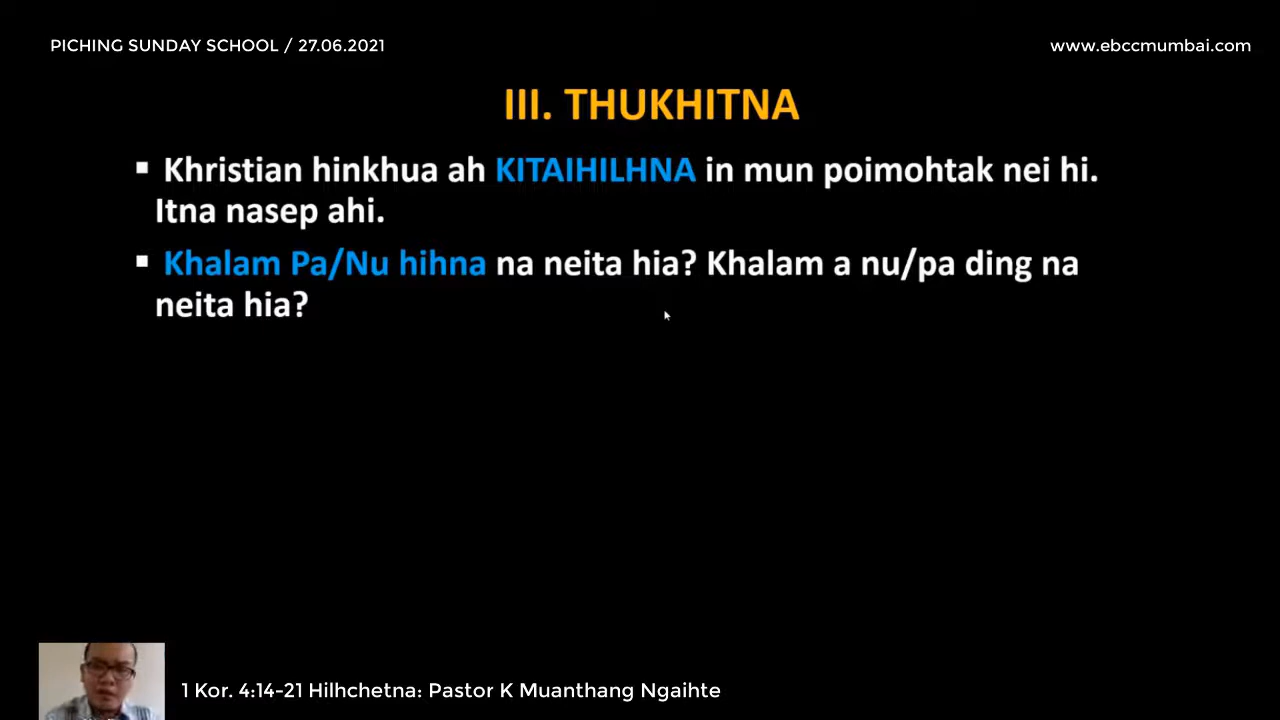 PICHING SUNDAY SCHOOL / 27.06.2021
www.ebccmumbai.com
III. THUKHITNA
▪ Khristian hinkhua ah KITAIHILHNA in mun poimohtak nei hi.
Itna nasep ahi.
▪ Khalam Pa/Nu hihna na neita hia? Khalam a nu/pa ding na
neita hia?
1 Kor. 4:14-21 Hilhchetna: Pastor K Muanthang Ngaihte